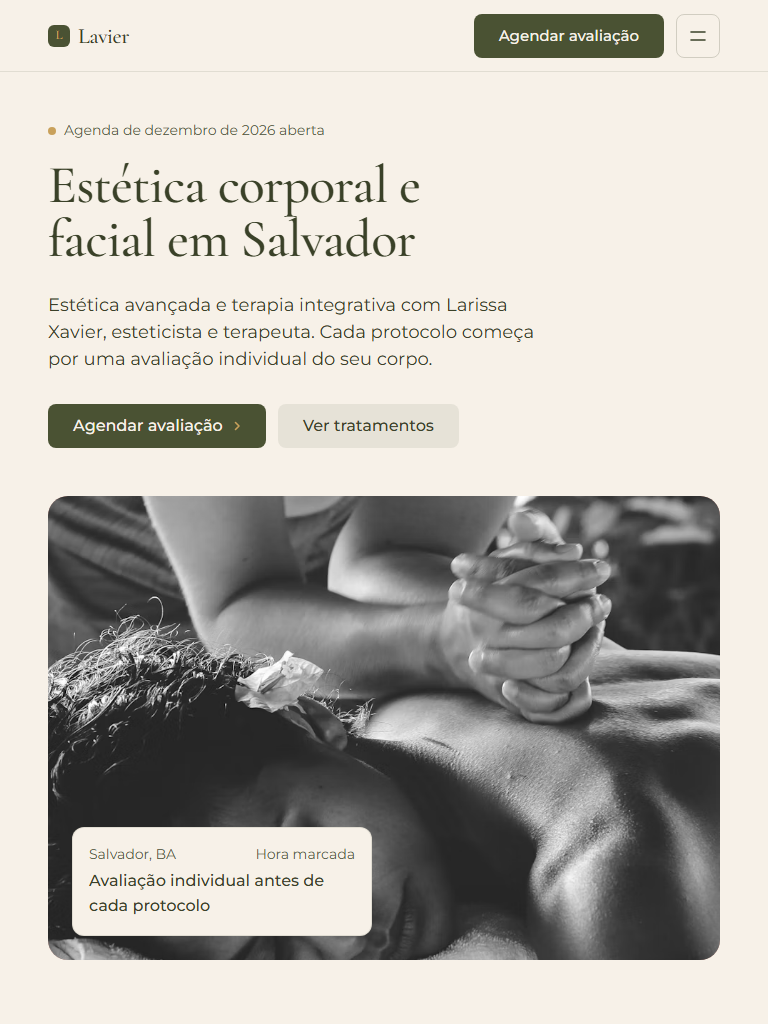 L Lavier
Agendar avaliação
Agenda de dezembro de 2026 aberta
Estética corporal e
facial em Salvador
Estética avançada e terapia integrativa com Larissa
Xavier, esteticista e terapeuta. Cada protocolo começa
por uma avaliação individual do seu corpo.
Agendar avaliação
Ver tratamentos
Salvador, BA
Hora marcada
Avaliação individual antes de
cada protocolo